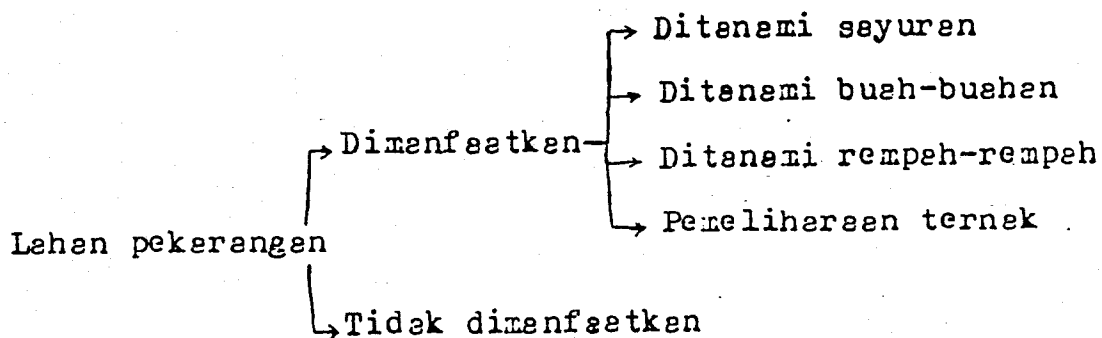 Ditanami sayuran
Ditanami buah-buahan
Dimanfaatkan
Ditanami rempah-rempah
Pemeliharaan ternak
Lahan pekarangan
Tidak dimanfaatkan